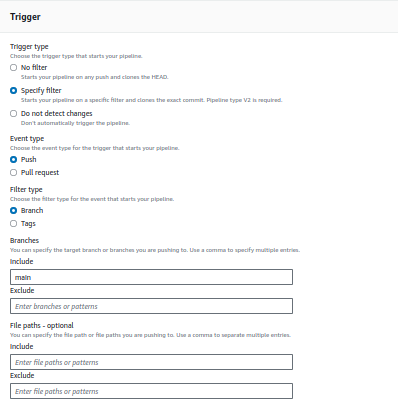 Trigger
Trigger type
Choose the trigger type that starts your pipeline.
No filter
Starts your pipeline on any push and clones the HEAD.
Specify filter
Starts your pipeline on a specific filter and clones the exact commit. Pipeline type V2 is required.
Do not detect changes
Don't automatically trigger the pipeline.
Event type
Choose the event type for the trigger that starts your pipeline.
Push
Pull request
Filter type
Choose the filter type for the event that starts your pipeline.
Branch
Tags
Branches
You can specify the target branch or branches you are pushing to. Use a comma to specify multiple entries.
Include
main
Exclude
Enter branches or patterns
File paths - optional
You can specify the file path or file paths you are pushing to. Use a comma to separate multiple entries.
Include
Enter file paths or patterns
Exclude
Enter file paths or patterns